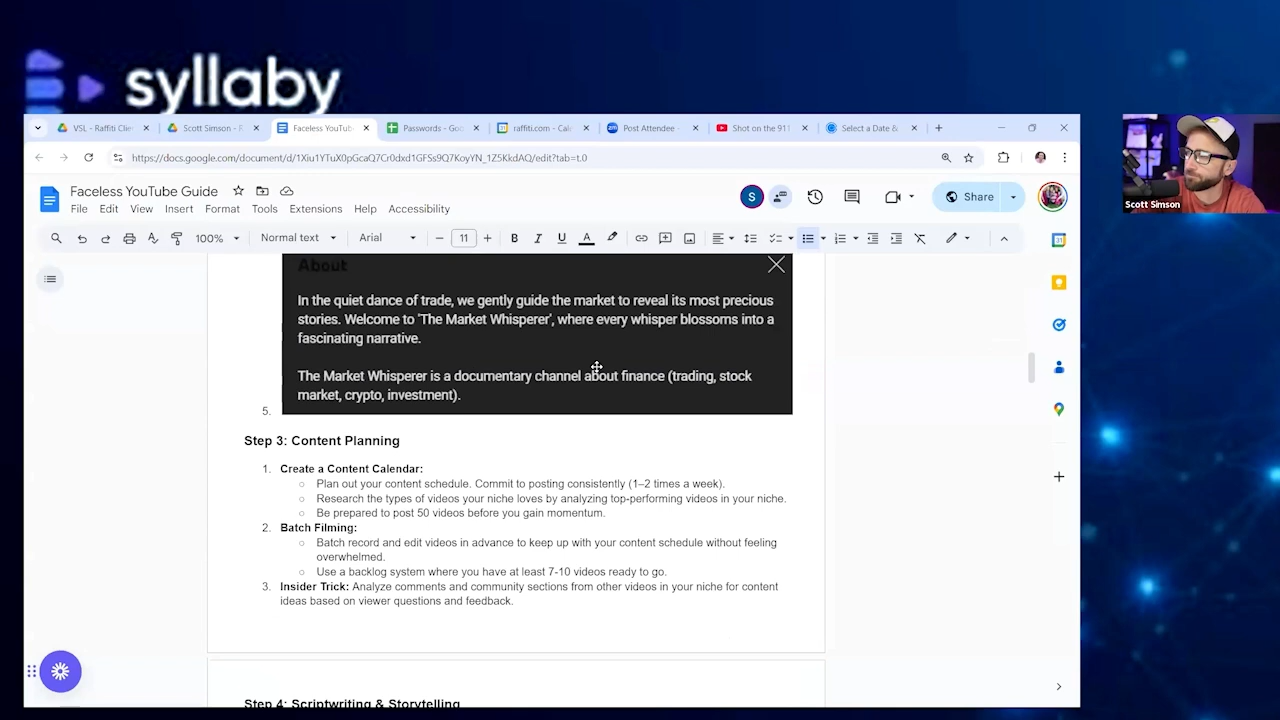 syllaby
VSL - Raffiti Clie
Scott Simson - R
Faceless YouTub
Passwords - Goo
raffiti.com - Cale
Post Attendee -
Shot on the 911
Select a Date &
https://docs.google.com/document/d/1Xiu1YTuX0pGcaQ7Cr0dxd1GFSs9Q7KoyYN_1Z5KkdAQ/edit?tab=t.0
Faceless YouTube Guide
File Edit View Insert Format Tools Extensions Help Accessibility
S
Share
100% Normal text Arial 11 B I U A
About
In the quiet dance of trade, we gently guide the market to reveal its most precious
stories. Welcome to 'The Market Whisperer', where every whisper blossoms into a
fascinating narrative.
The Market Whisperer is a documentary channel about finance (trading, stock
market, crypto, investment).
5.
Step 3: Content Planning
1. Create a Content Calendar:
○ Plan out your content schedule. Commit to posting consistently (1–2 times a week).
○ Research the types of videos your niche loves by analyzing top-performing videos in your niche.
○ Be prepared to post 50 videos before you gain momentum.
2. Batch Filming:
○ Batch record and edit videos in advance to keep up with your content schedule without feeling
overwhelmed.
○ Use a backlog system where you have at least 7-10 videos ready to go.
3. Insider Trick: Analyze comments and community sections from other videos in your niche for content
ideas based on viewer questions and feedback.
Step 4: Scriptwriting & Storytelling
Scott Simson